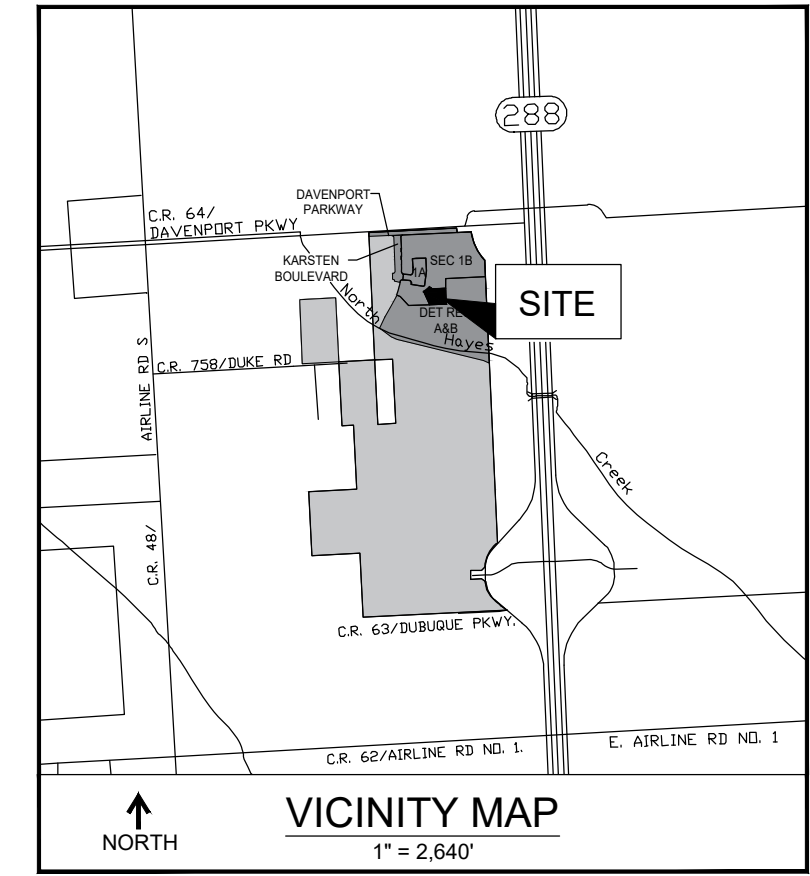 288
DAVENPORT
PARKWAY
C.R. 64/
DAVENPORT PKWY
KARSTEN
BOULEVARD
SEC 1B
1A
SITE
North
DET RE
A&B
Hayes
C.R. 758/DUKE RD
AIRLINE RD S
Creek
C.R. 48/
C.R. 63/DUBUQUE PKWY.
C.R. 62/AIRLINE RD NO. 1.
E. AIRLINE RD NO. 1
NORTH
VICINITY MAP
1" = 2,640'